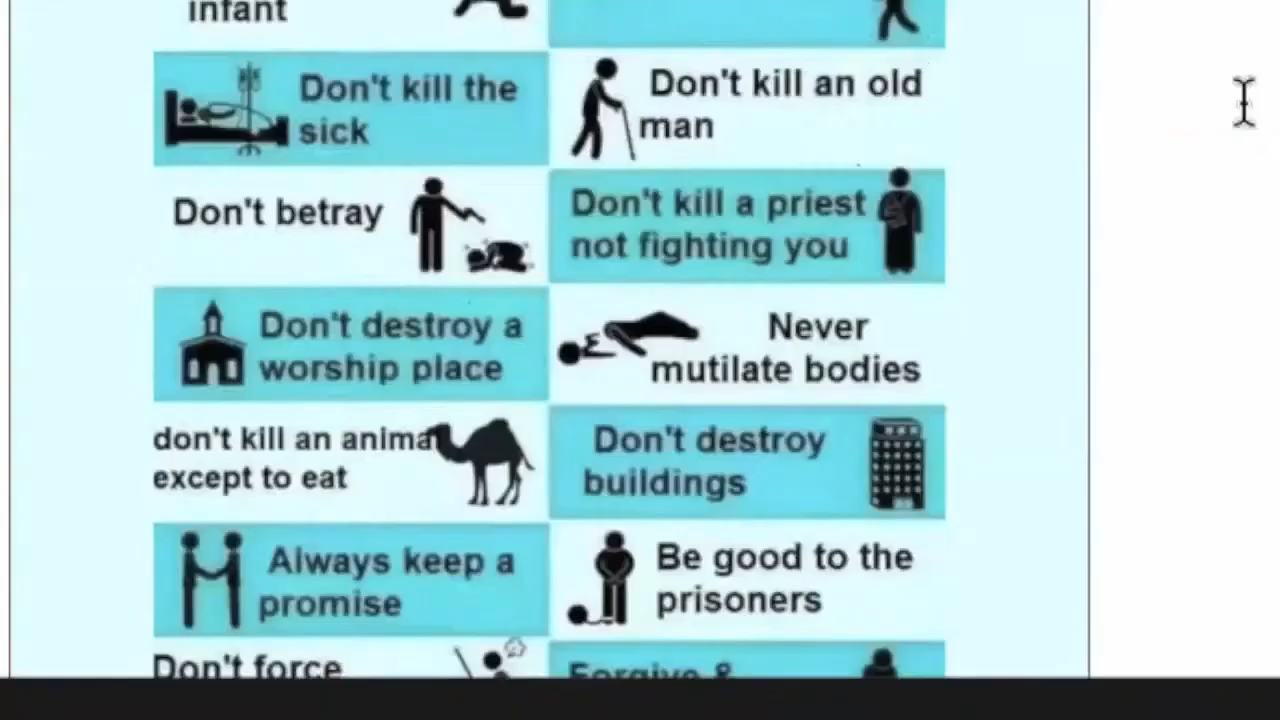 infant
Don't kill the
sick
Don't kill an old
man
Don't betray
Don't kill a priest
not fighting you
Don't destroy a
worship place
Never
mutilate bodies
don't kill an anima
except to eat
Don't destroy
buildings
Always keep a
promise
Be good to the
prisoners
Don't force
Forgive &